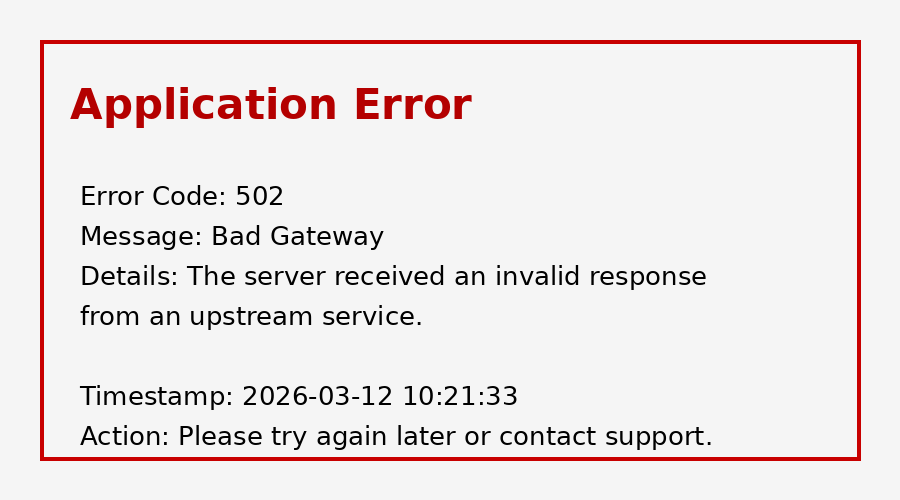 Application Error
Error Code: 502
Message: Bad Gateway
Details: The server received an invalid response
from an upstream service.
Timestamp: 2026-03-12 10:21:33
Action: Please try again later or contact support.